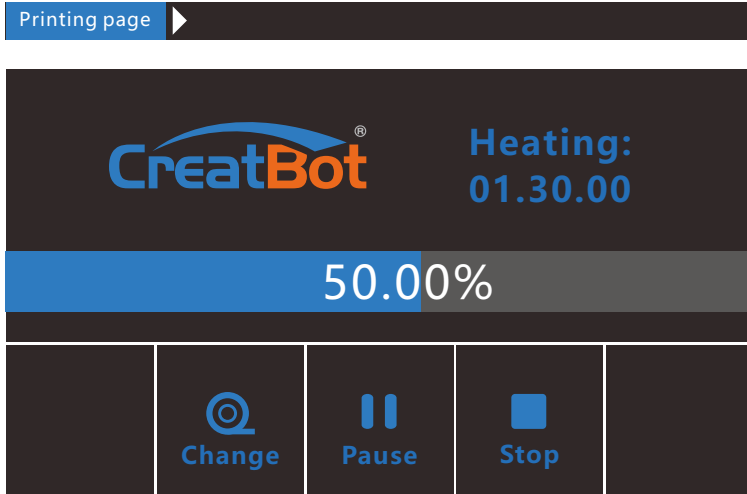 Printing page
CreatBot®
Heating:
01.30.00
50.00%
Change
Pause
Stop